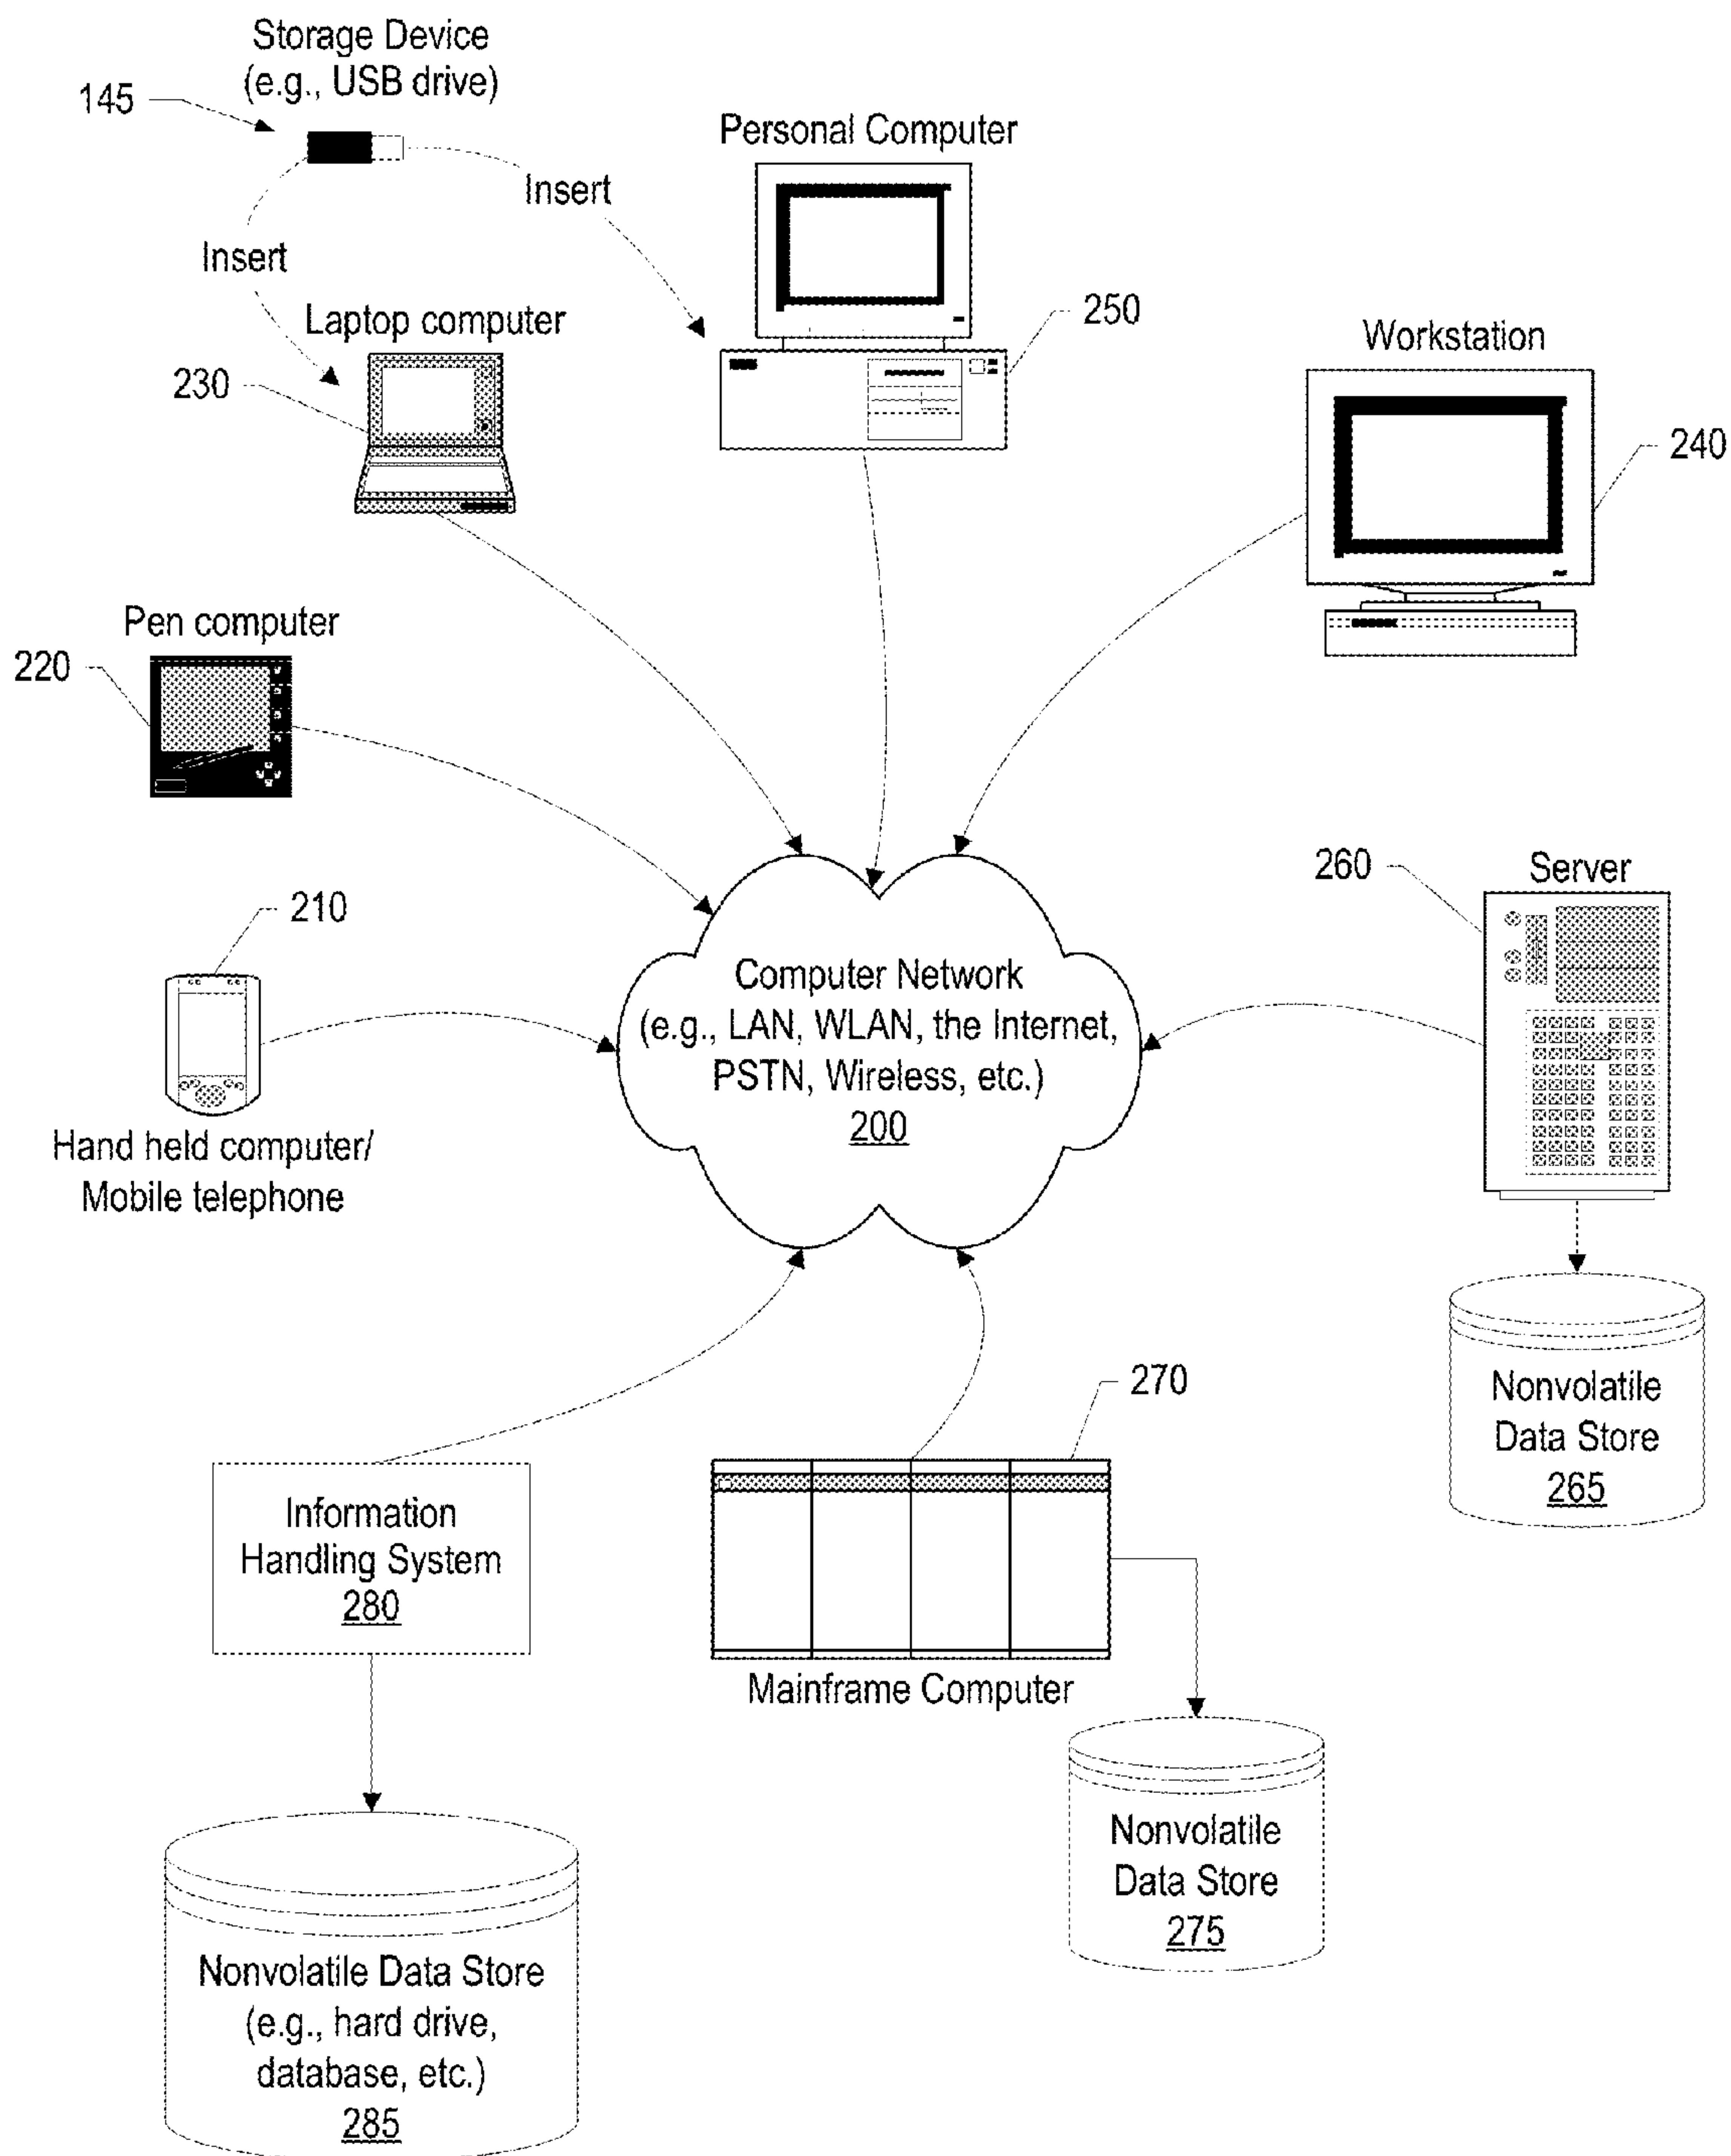 Storage Device
(e.g., USB drive)
145
Insert
Insert
Personal Computer
250
Laptop computer
230
Workstation
240
Pen computer
220
210
Hand held computer/
Mobile telephone
Computer Network
(e.g., LAN, WLAN, the Internet,
PSTN, Wireless, etc.)
200
260
Server
Nonvolatile
Data Store
265
270
Mainframe Computer
Information
Handling System
280
Nonvolatile
Data Store
275
Nonvolatile Data Store
(e.g., hard drive,
database, etc.)
285